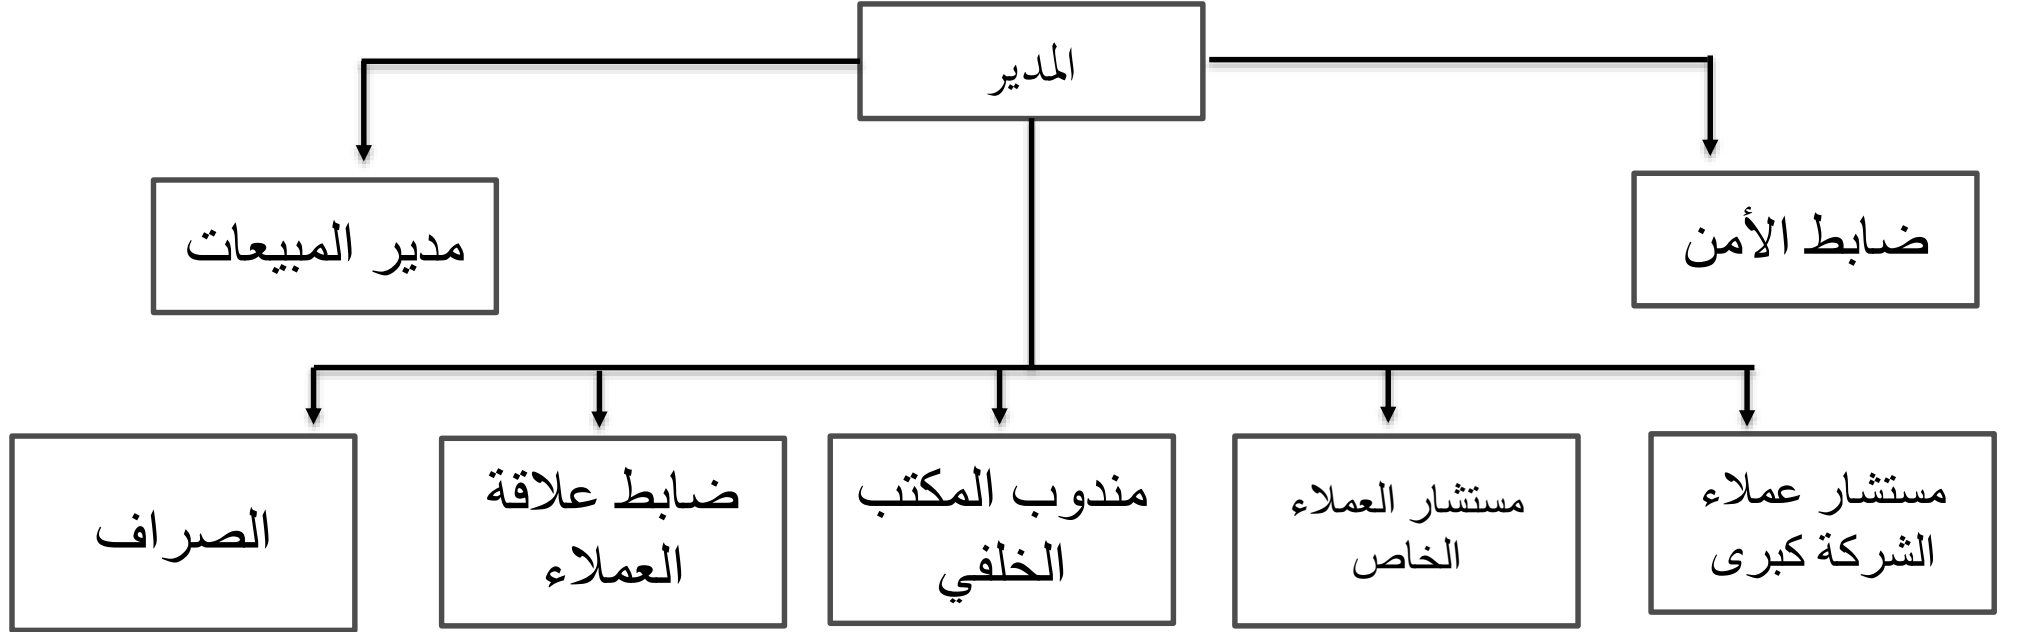 المدير
ضابط الأمن
مدير المبيعات
مستشار عملاء
الشركة كبرى
مستشار العملاء
الخاص
مندوب المكتب
الخلفي
ضابط علاقة
العملاء
الصراف